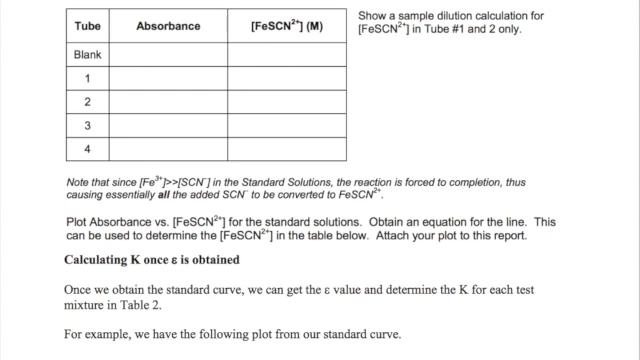 Tube Absorbance [FeSCN²⁺] (M)
Blank
1
2
3
4
Show a sample dilution calculation for
[FeSCN²⁺] in Tube #1 and 2 only.
Note that since [Fe³⁺]>>[SCN⁻] in the Standard Solutions, the reaction is forced to completion, thus
causing essentially all the added SCN⁻ to be converted to FeSCN²⁺.
Plot Absorbance vs. [FeSCN²⁺] for the standard solutions. Obtain an equation for the line. This
can be used to determine the [FeSCN²⁺] in the table below. Attach your plot to this report.
Calculating K once ε is obtained
Once we obtain the standard curve, we can get the ε value and determine the K for each test
mixture in Table 2.
For example, we have the following plot from our standard curve.